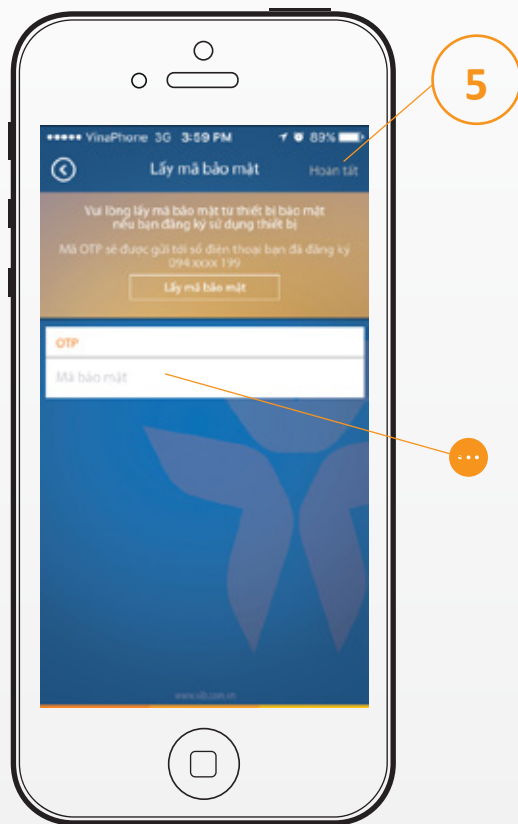 5
VinaPhone 3G 3:59 PM 89%
Lấy mã bảo mật Hoàn tất
Vui lòng lấy mã bảo mật từ thiết bị bảo mật
nếu bạn đăng ký sử dụng thiết bị
Mã OTP sẽ được gửi tới số điện thoại bạn đã đăng ký
094 xxxx 199
Lấy mã bảo mật
OTP
Mã bảo mật
www.vib.com.vn